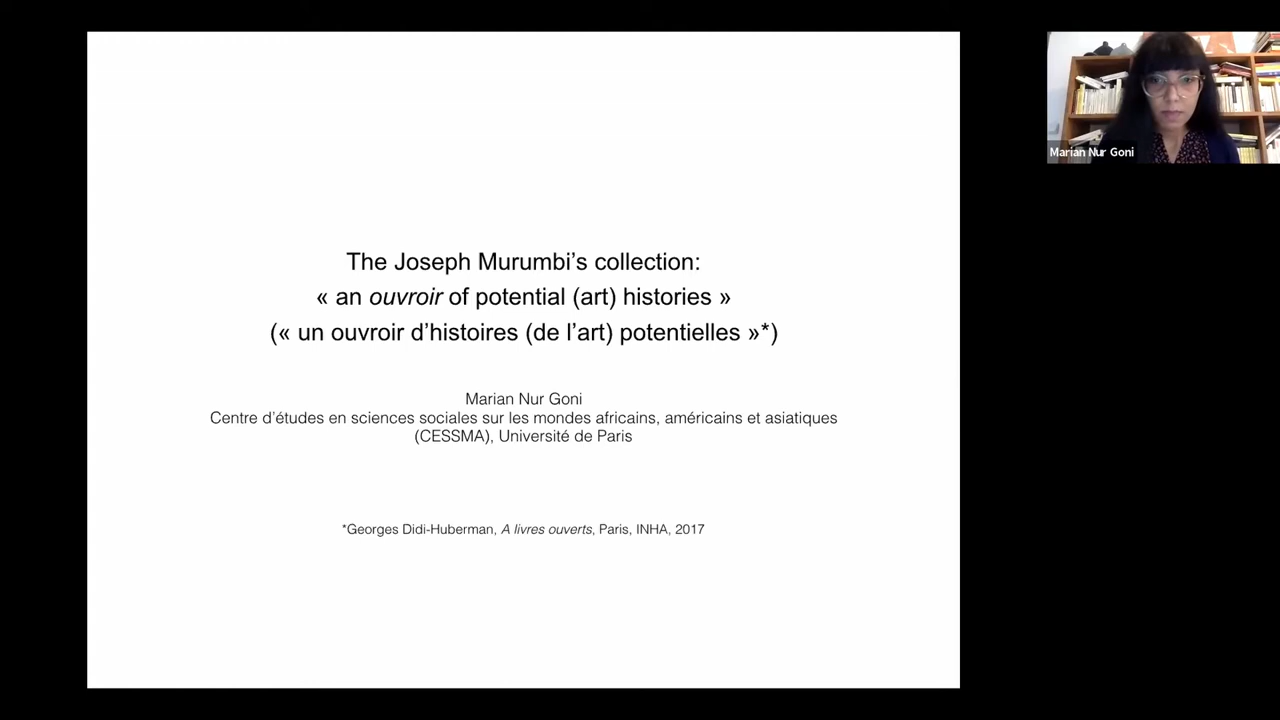 The Joseph Murumbi’s collection:
« an ouvroir of potential (art) histories »
(« un ouvroir d’histoires (de l’art) potentielles »*)
Marian Nur Goni
Centre d’études en sciences sociales sur les mondes africains, américains et asiatiques
(CESSMA), Université de Paris
*Georges Didi-Huberman, A livres ouverts, Paris, INHA, 2017
Marian Nur Goni